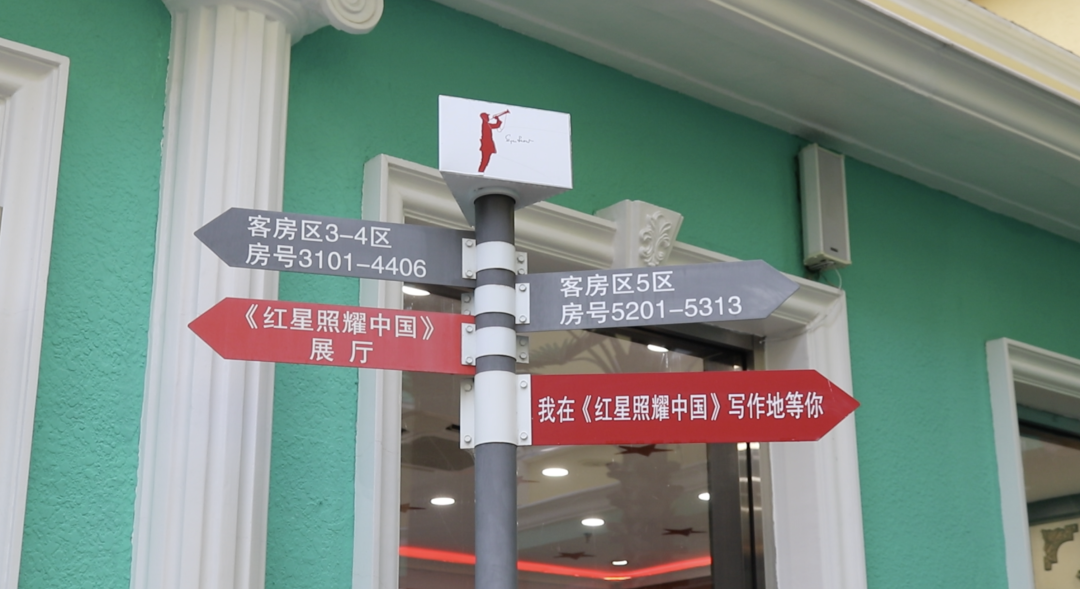 客房区3-4区
房号3101-4406
客房区5区
房号5201-5313
《红星照耀中国》
展 厅
我在《红星照耀中国》写作地等你